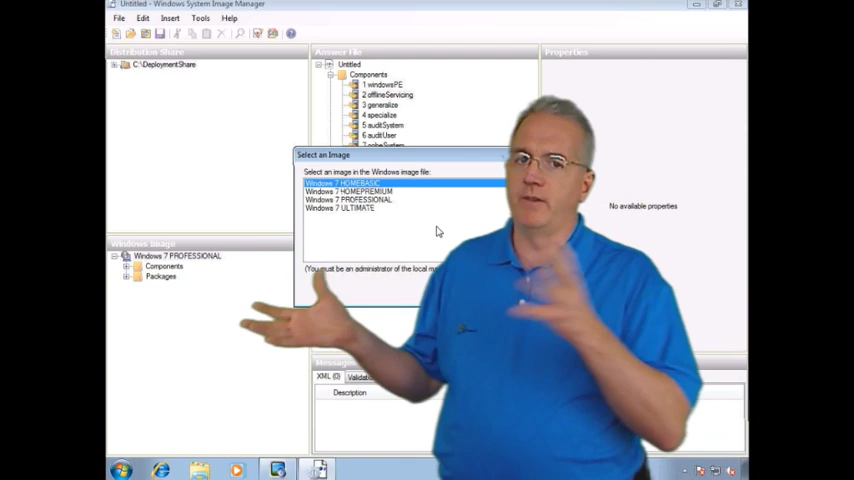 Untitled - Windows System Image Manager
File Edit Insert Tools Help
Distribution Share
C:\DeploymentShare
Answer File
Untitled
Components
1 windowsPE
2 offlineServicing
3 generalize
4 specialize
5 auditSystem
6 auditUser
Properties
No available properties
Select an Image
Select an image in the Windows image file:
Windows 7 HOMEBASIC
Windows 7 HOMEPREMIUM
Windows 7 PROFESSIONAL
Windows 7 ULTIMATE
(You must be an administrator of the local
Windows Image
Windows 7 PROFESSIONAL
Components
Packages
XML (0)
Description